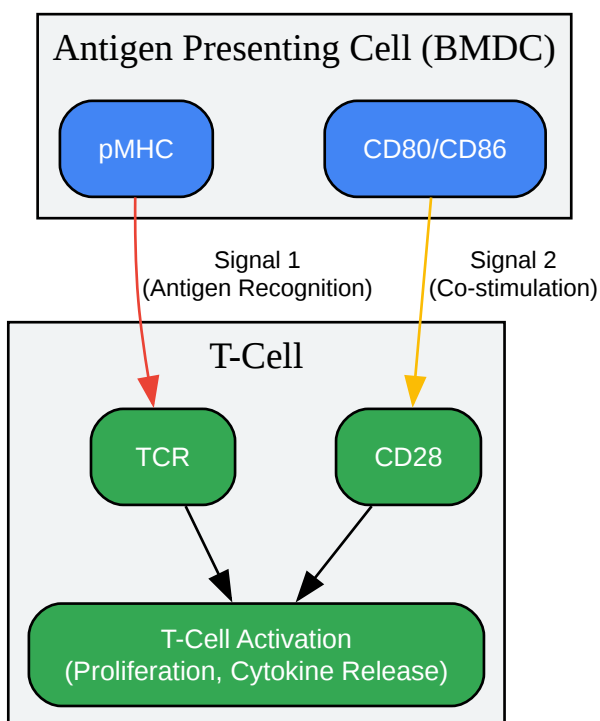 Antigen Presenting Cell (BMDC)
pMHC
CD80/CD86
Signal 1
(Antigen Recognition)
Signal 2
(Co-stimulation)
T-Cell
TCR
CD28
T-Cell Activation
(Proliferation, Cytokine Release)